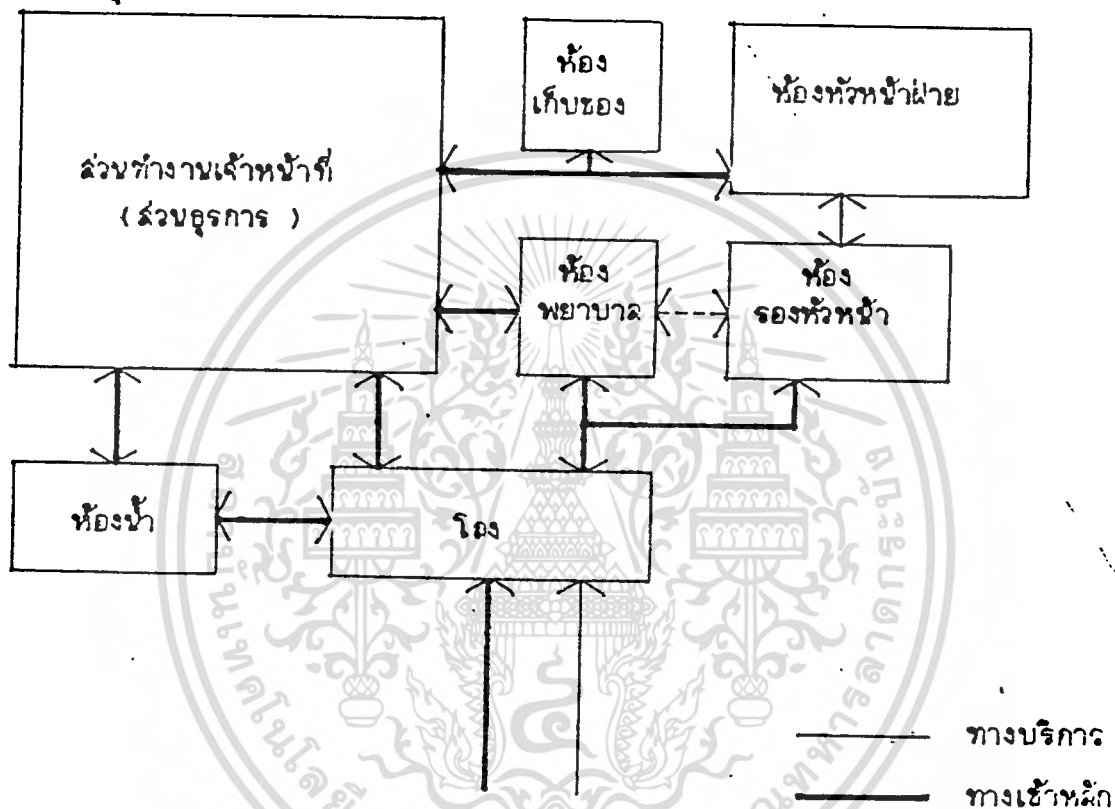 ห้อง
เก็บของ
ห้องหัวหน้าฝ่าย
ส่วนทำงานเจ้าหน้าที่
( ส่วนธุรการ )
ห้อง
พยาบาล
ห้อง
รองหัวหน้า
ห้องน้ำ
โถง
ทางบริการ
ทางเข้าหลัก